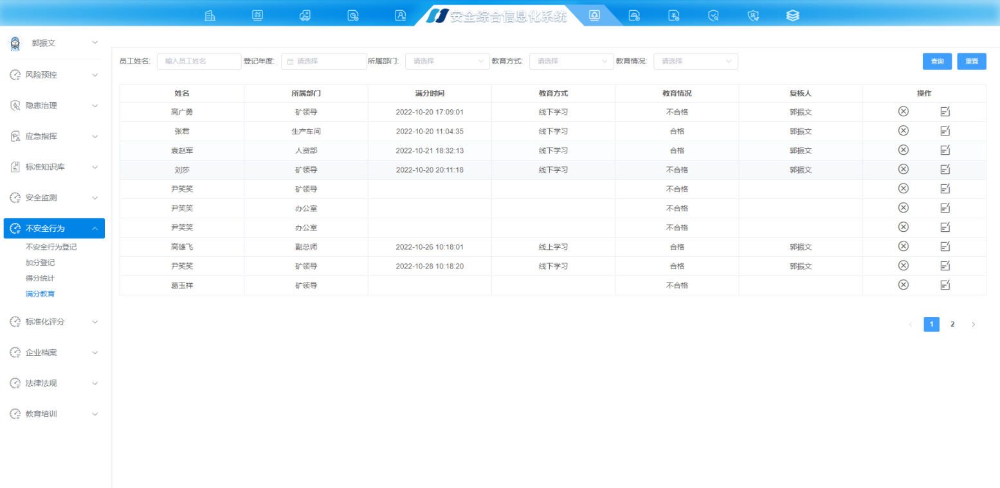 安全综合信息化系统
郭振文
风险预控
隐患治理
应急指挥
标准知识库
安全监测
不安全行为
不安全行为登记
加分登记
得分统计
满分教育
标准化评分
企业档案
法律法规
教育培训
员工姓名: 输入员工姓名 登记年度: 请选择 所属部门: 请选择 教育方式: 请选择 教育情况: 请选择 查询 重置
姓名 所属部门 满分时间 教育方式 教育情况 复核人 操作
高广勇 矿领导 2022-10-20 17:09:01 线下学习 不合格 郭振文
张君 生产车间 2022-10-20 11:04:35 线下学习 合格 郭振文
袁赵军 人资部 2022-10-21 18:32:13 线下学习 合格 郭振文
刘莎 矿领导 2022-10-20 20:11:18 线下学习 不合格 郭振文
尹笑笑 矿领导 不合格
尹笑笑 办公室 不合格
尹笑笑 办公室 不合格
高雄飞 副总师 2022-10-26 10:18:01 线上学习 合格 郭振文
尹笑笑 矿领导 2022-10-28 10:18:20 线下学习 合格 郭振文
葛玉祥 矿领导 不合格
1 2